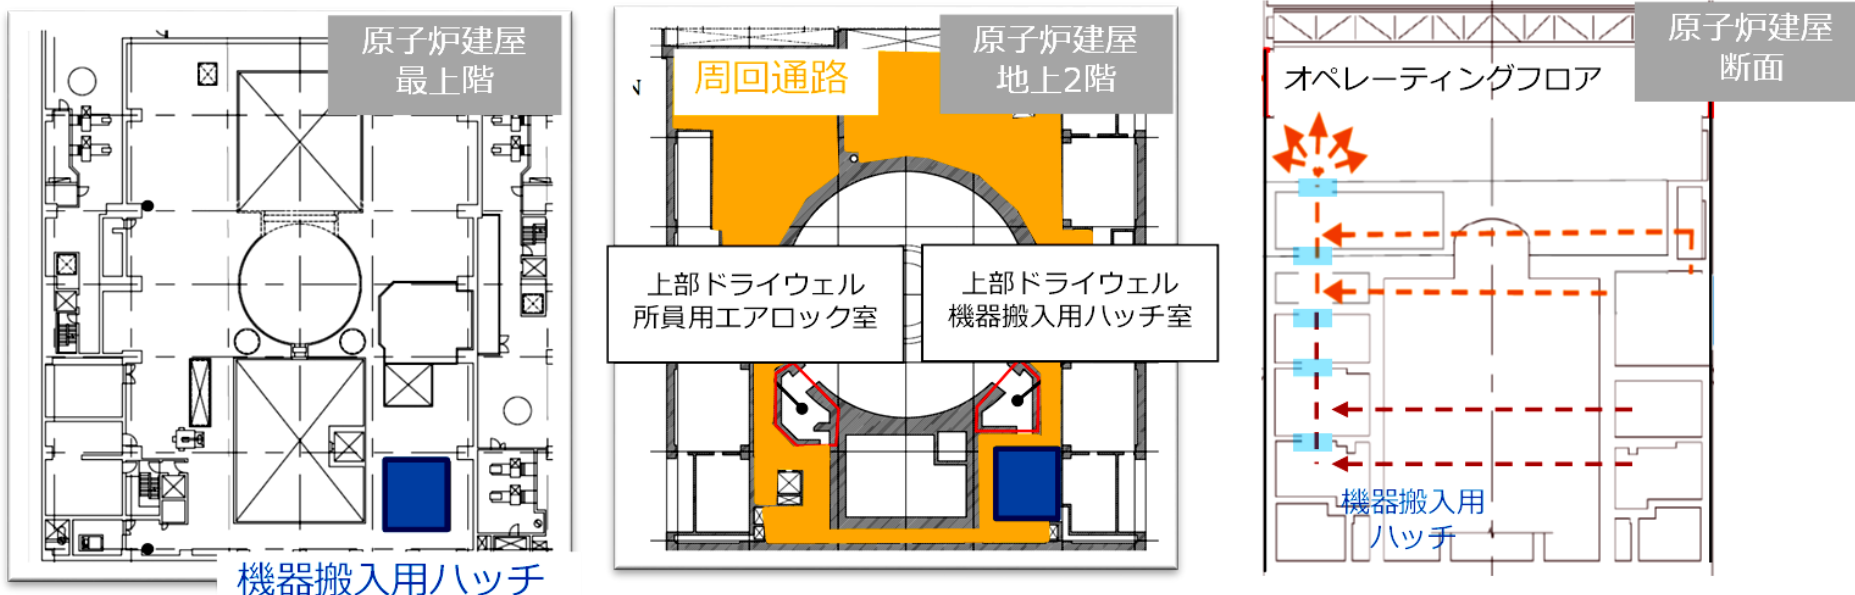 原子炉建屋
最上階
機器搬入用ハッチ
原子炉建屋
地上2階
周回通路
N
上部ドライウェル
所員用エアロック室
上部ドライウェル
機器搬入用ハッチ室
原子炉建屋
断面
オペレーティングフロア
機器搬入用
ハッチ